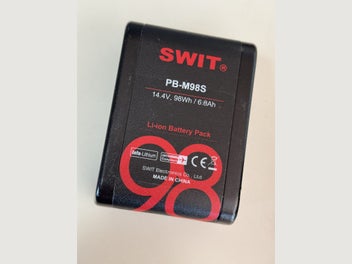 SWIT®
PB-M98S
14.4V, 98Wh / 6.8Ah
Li-ion Battery Pack
SWIT Electronics Co., Ltd
MADE IN CHINA
98